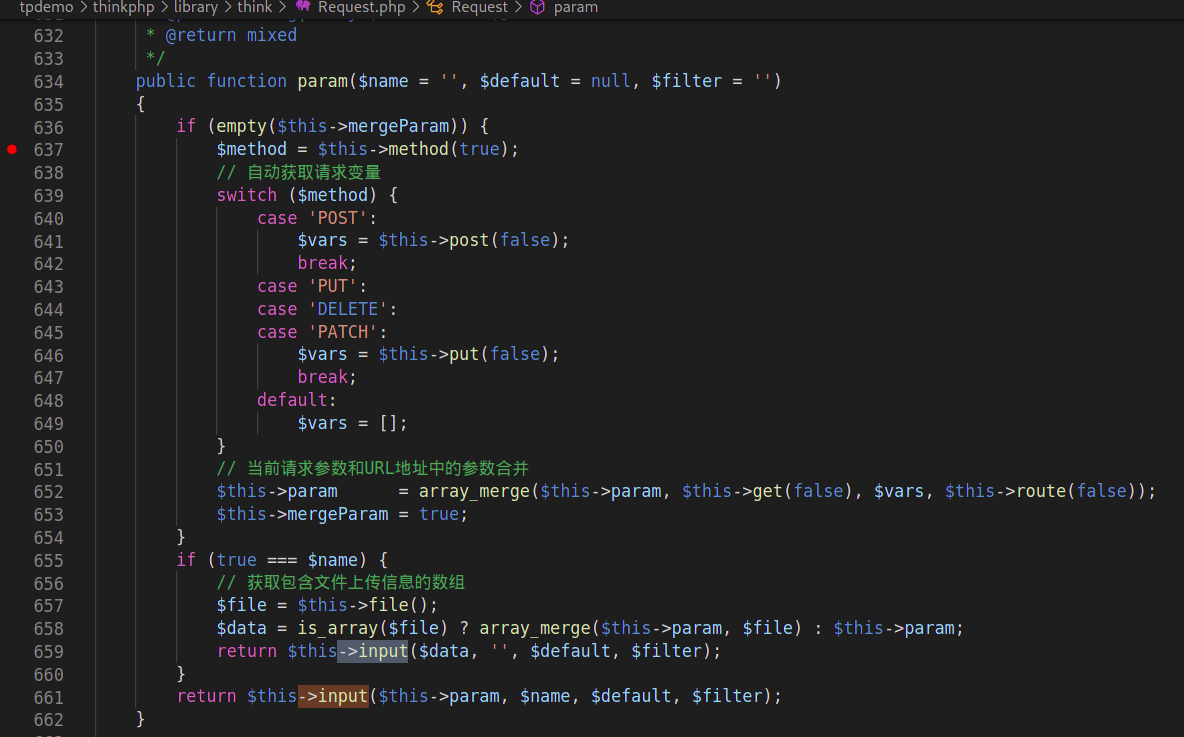 tpdemo > thinkphp > library > think > Request.php > Request > param
632 * @return mixed
633 */
634 public function param($name = '', $default = null, $filter = '')
635 {
636 if (empty($this->mergeParam)) {
637 $method = $this->method(true);
638 // 自动获取请求变量
639 switch ($method) {
640 case 'POST':
641 $vars = $this->post(false);
642 break;
643 case 'PUT':
644 case 'DELETE':
645 case 'PATCH':
646 $vars = $this->put(false);
647 break;
648 default:
649 $vars = [];
650 }
651 // 当前请求参数和URL地址中的参数合并
652 $this->param      = array_merge($this->param, $this->get(false), $vars, $this->route(false));
653 $this->mergeParam = true;
654 }
655 if (true === $name) {
656 // 获取包含文件上传信息的数组
657 $file = $this->file();
658 $data = is_array($file) ? array_merge($this->param, $file) : $this->param;
659 return $this->input($data, '', $default, $filter);
660 }
661 return $this->input($this->param, $name, $default, $filter);
662 }